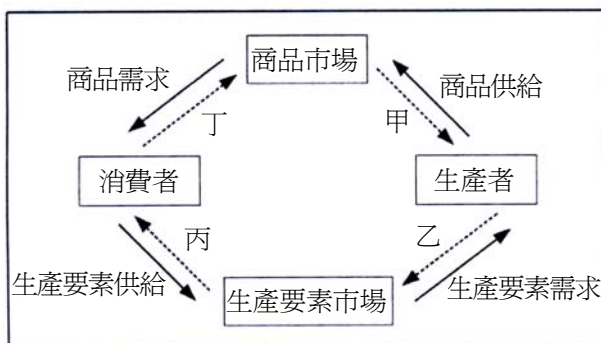 商品市場
商品需求
商品供給
丁
甲
消費者
生產者
丙
乙
生產要素供給
生產要素市場
生產要素需求